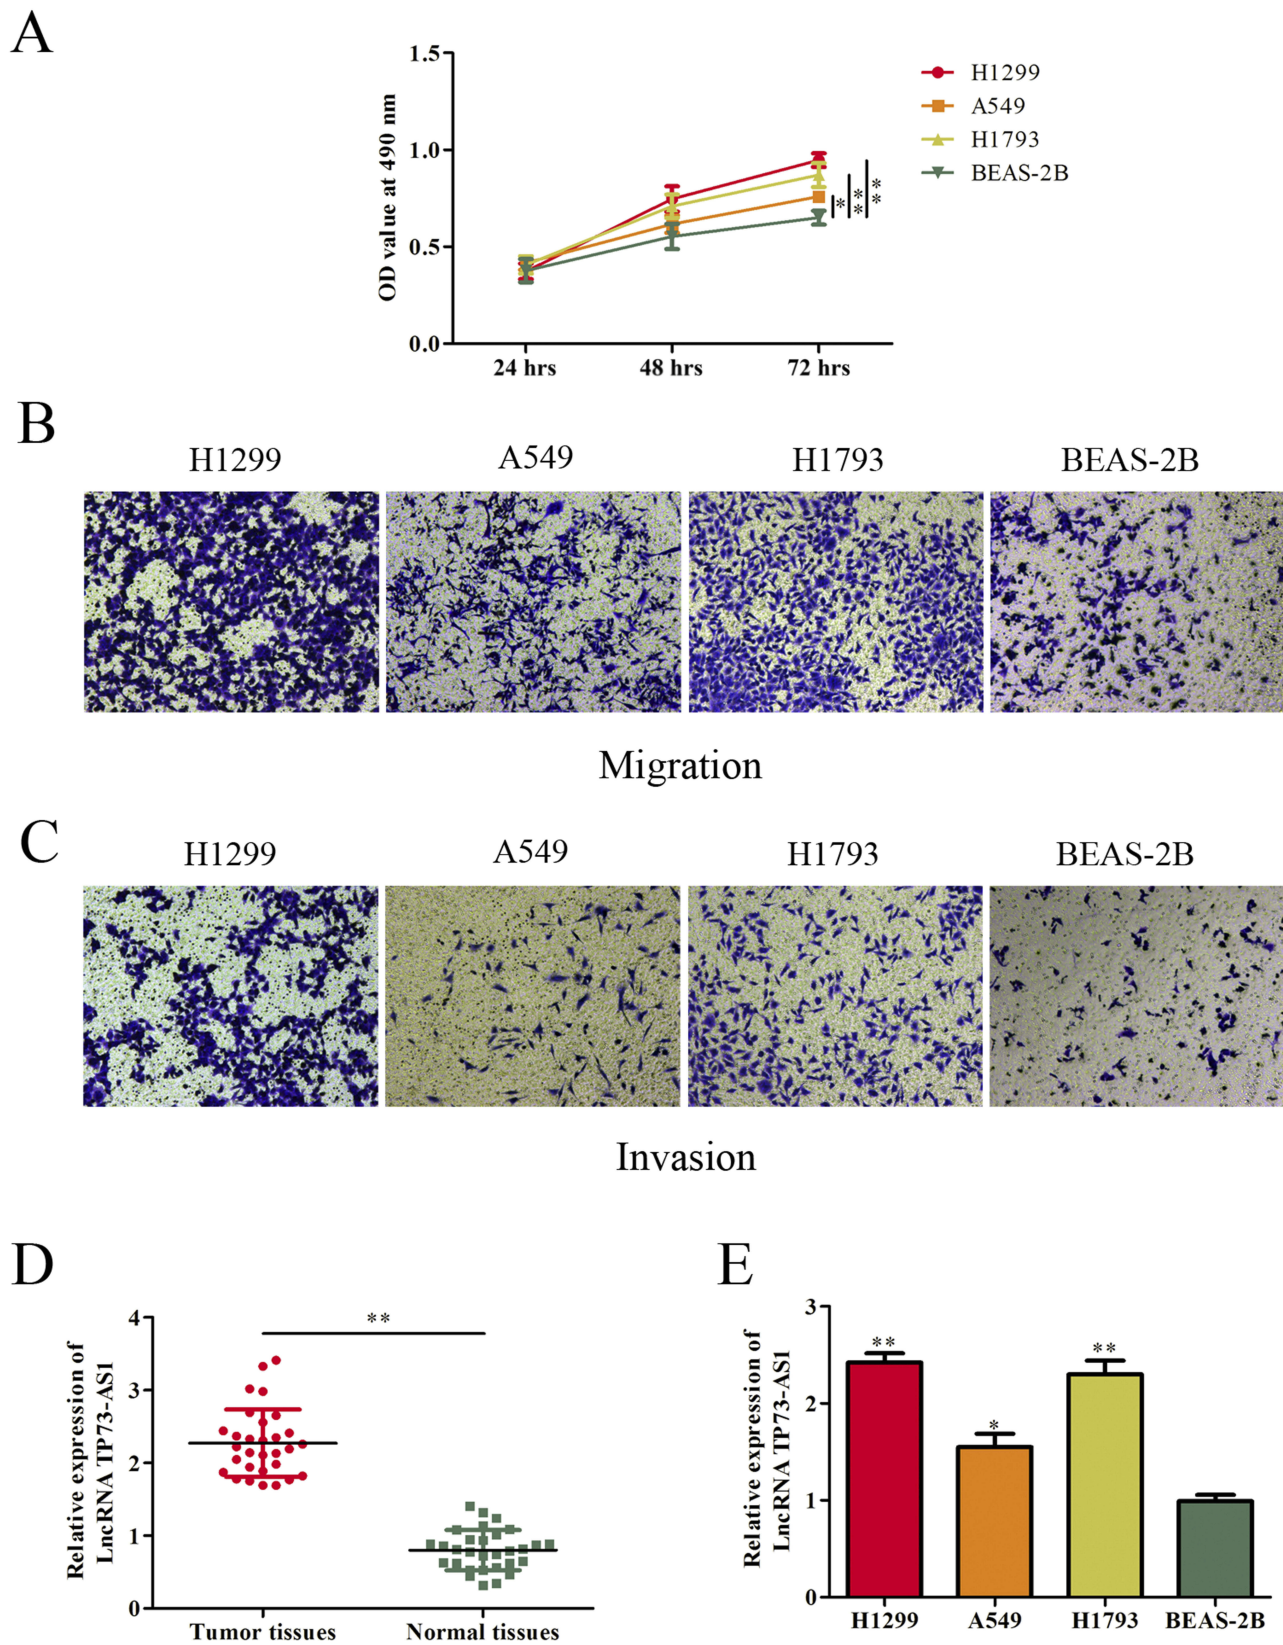 A
1.5
1.0
0.5
0.0
OD value at 490 nm
24 hrs 48 hrs 72 hrs
*
**
**
H1299
A549
H1793
BEAS-2B
B
H1299 A549 H1793 BEAS-2B
Migration
C
H1299 A549 H1793 BEAS-2B
Invasion
D
Relative expression of
LncRNA TP73-AS1
4
3
2
1
0
**
Tumor tissues Normal tissues
E
Relative expression of
LncRNA TP73-AS1
3
2
1
0
**
*
**
H1299 A549 H1793 BEAS-2B